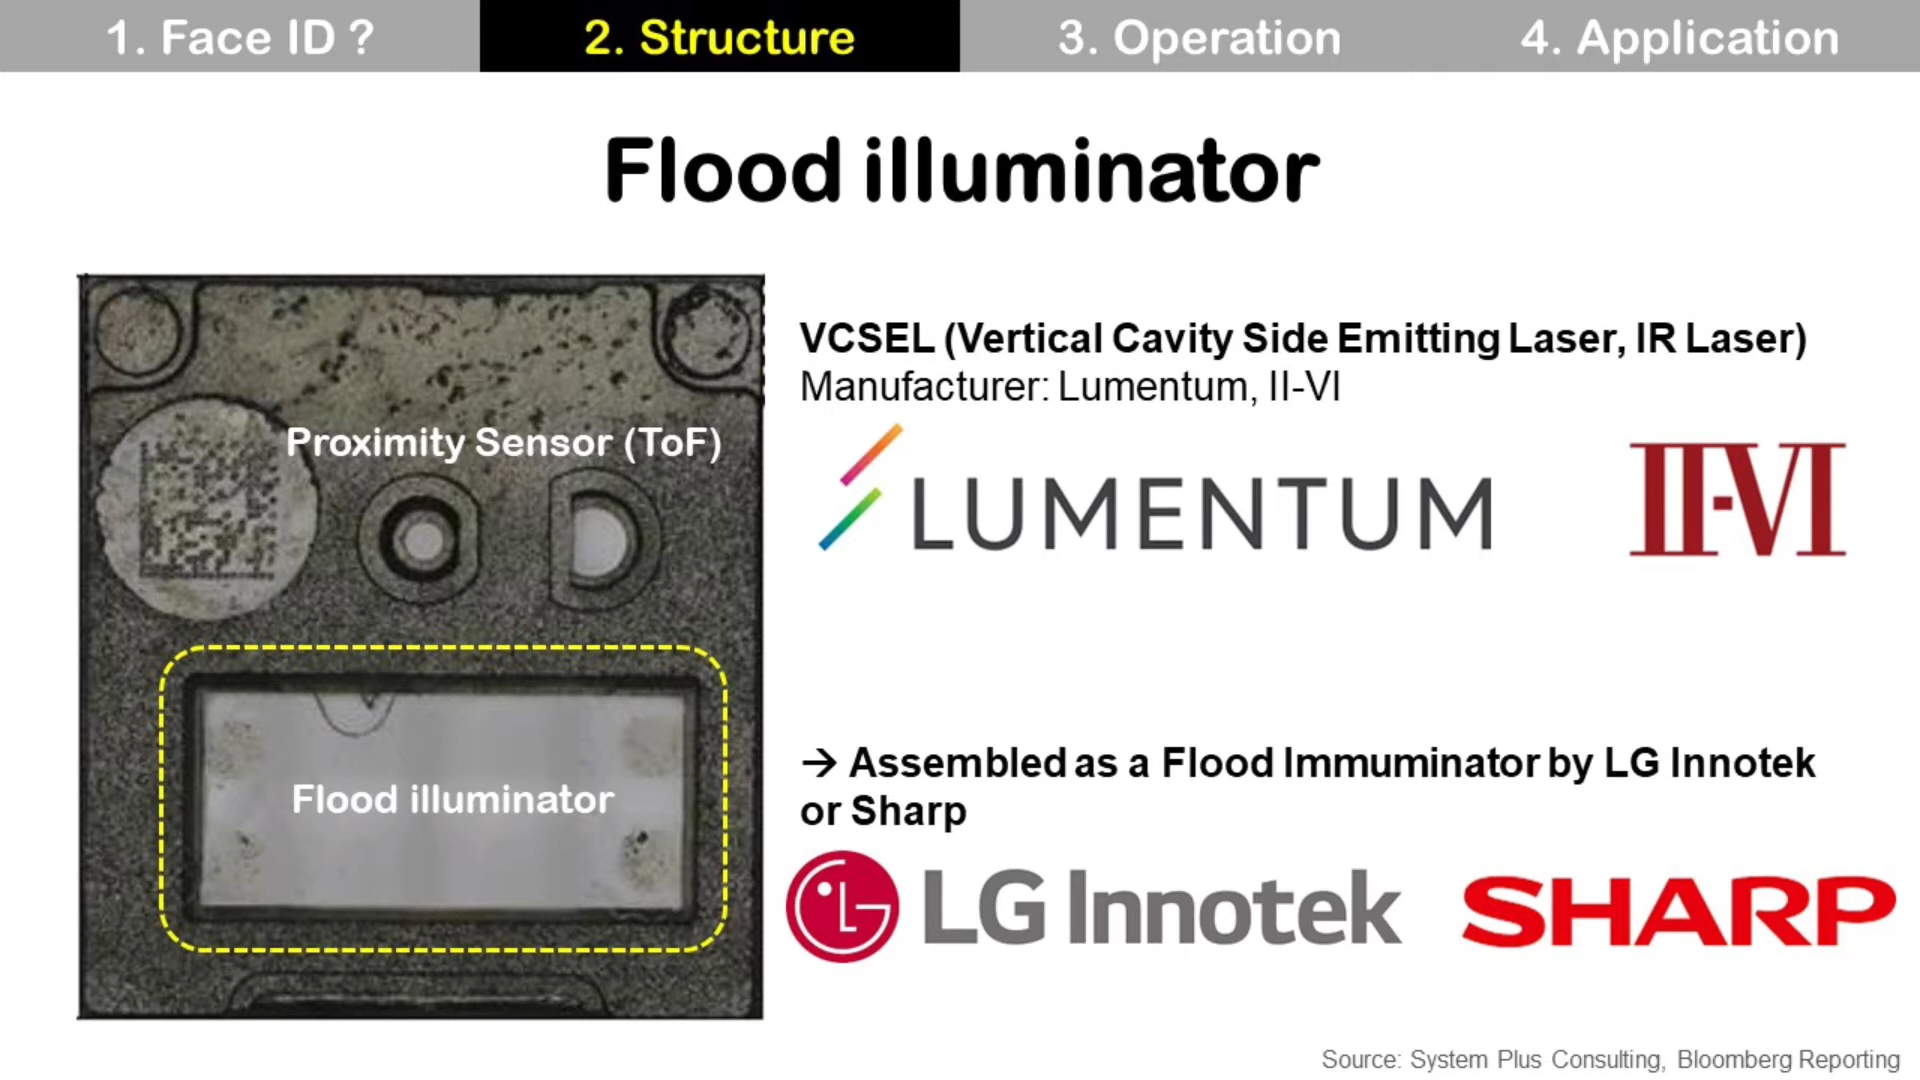 1. Face ID ?
2. Structure
3. Operation
4. Application
Flood illuminator
Proximity Sensor (ToF)
Flood illuminator
VCSEL (Vertical Cavity Side Emitting Laser, IR Laser)
Manufacturer: Lumentum, II-VI
LUMENTUM
II-VI
→ Assembled as a Flood Immuminator by LG Innotek
or Sharp
LG Innotek
SHARP
Source: System Plus Consulting, Bloomberg Reporting